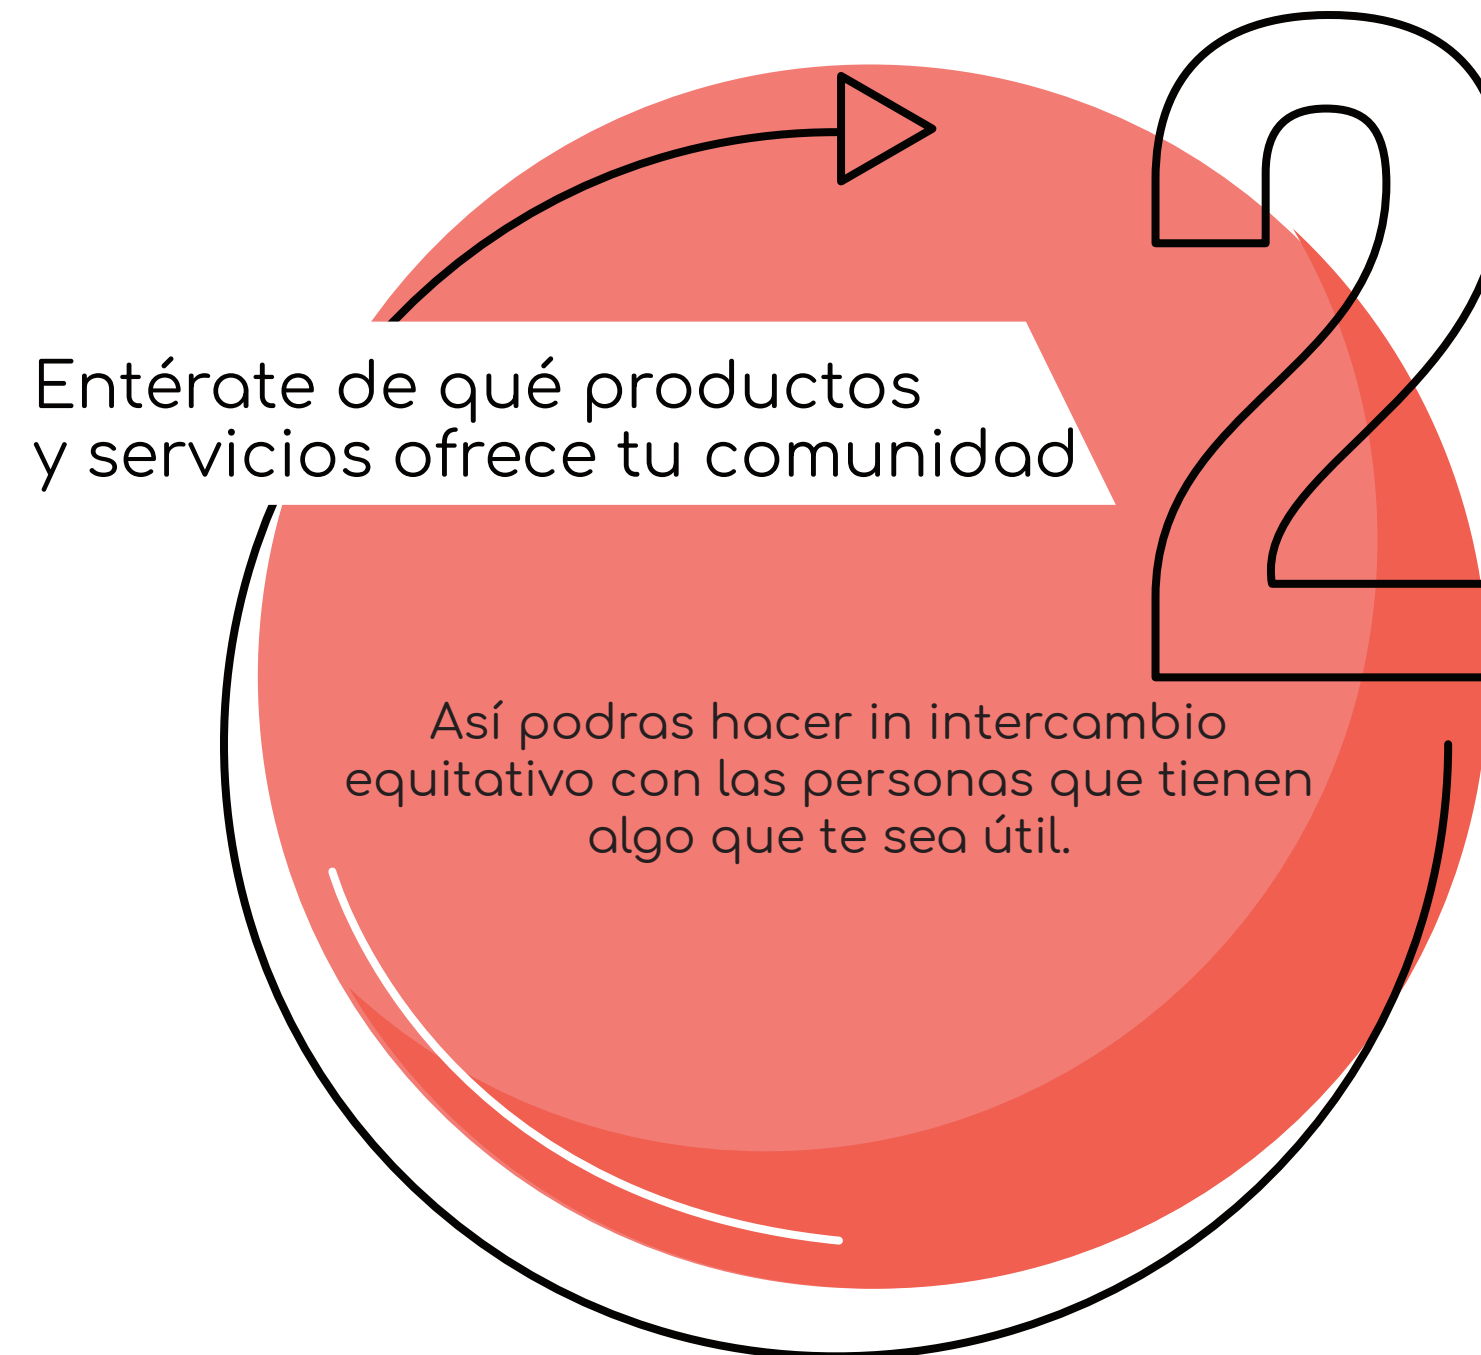 2
Entérate de qué productos
y servicios ofrece tu comunidad
Así podras hacer in intercambio
equitativo con las personas que tienen
algo que te sea útil.